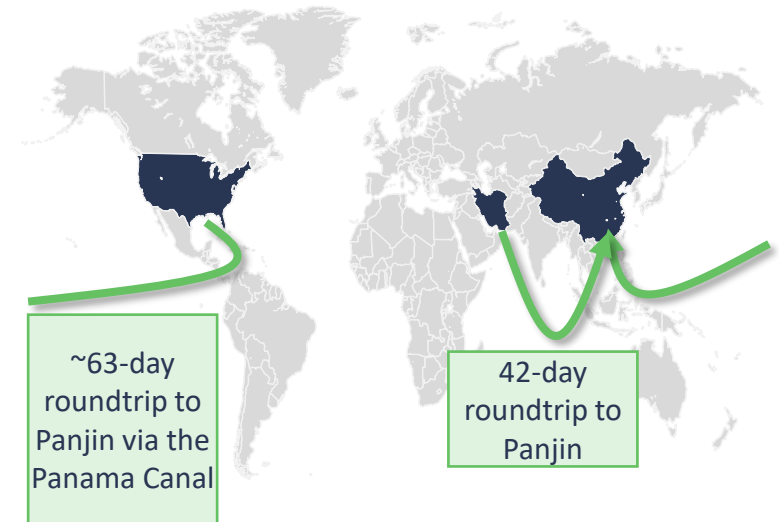 ~63-day
roundtrip to
Panjin via the
Panama Canal
42-day
roundtrip to
Panjin